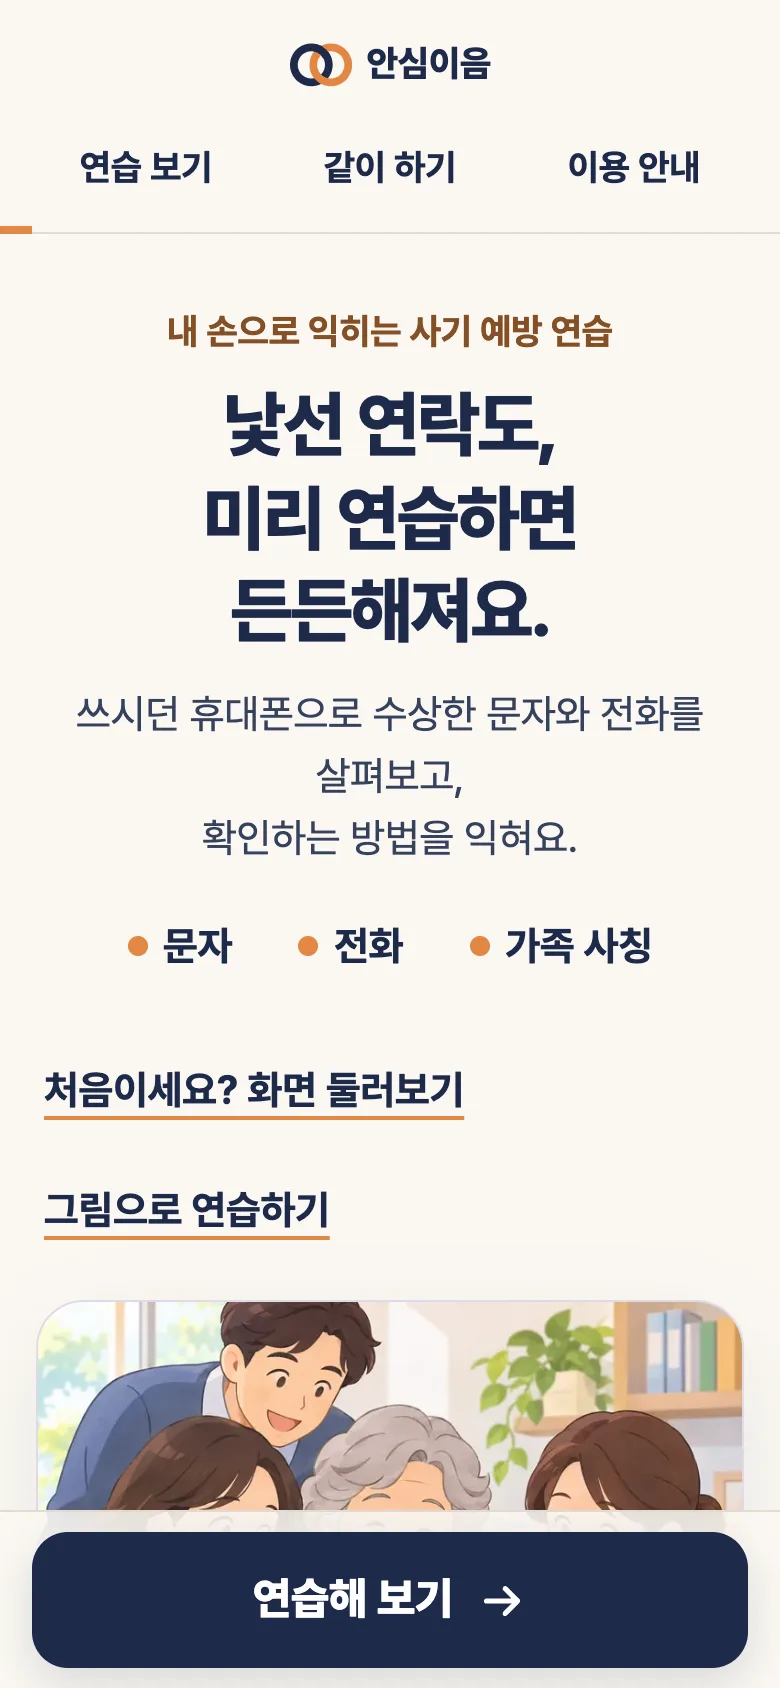 안심이음
연습 보기 같이 하기 이용 안내
내 손으로 익히는 사기 예방 연습
낯선 연락도,
미리 연습하면
든든해져요.
쓰시던 휴대폰으로 수상한 문자와 전화를
살펴보고,
확인하는 방법을 익혀요.
문자 전화 가족 사칭
처음이세요? 화면 둘러보기
그림으로 연습하기
연습해 보기 →